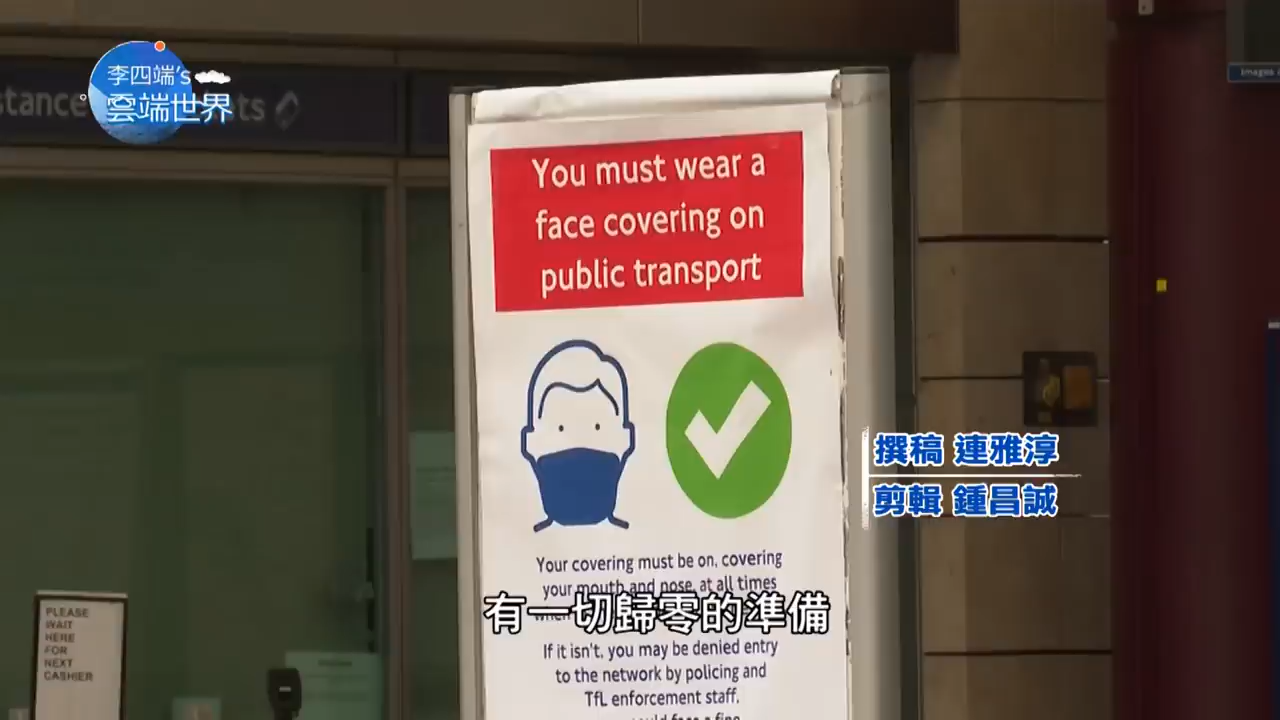 李四端's
雲端世界
stance
ts
Images
You must wear a
face covering on
public transport
Your covering must be on, covering
your mouth and nose, at all times
有一切歸零的準備
If it isn't, you may be denied entry
to the network by policing and
TfL enforcement staff.
撰稿 連雅淳
剪輯 鍾昌誠
PLEASE
WAIT
HERE
FOR
NEXT
CASHIER